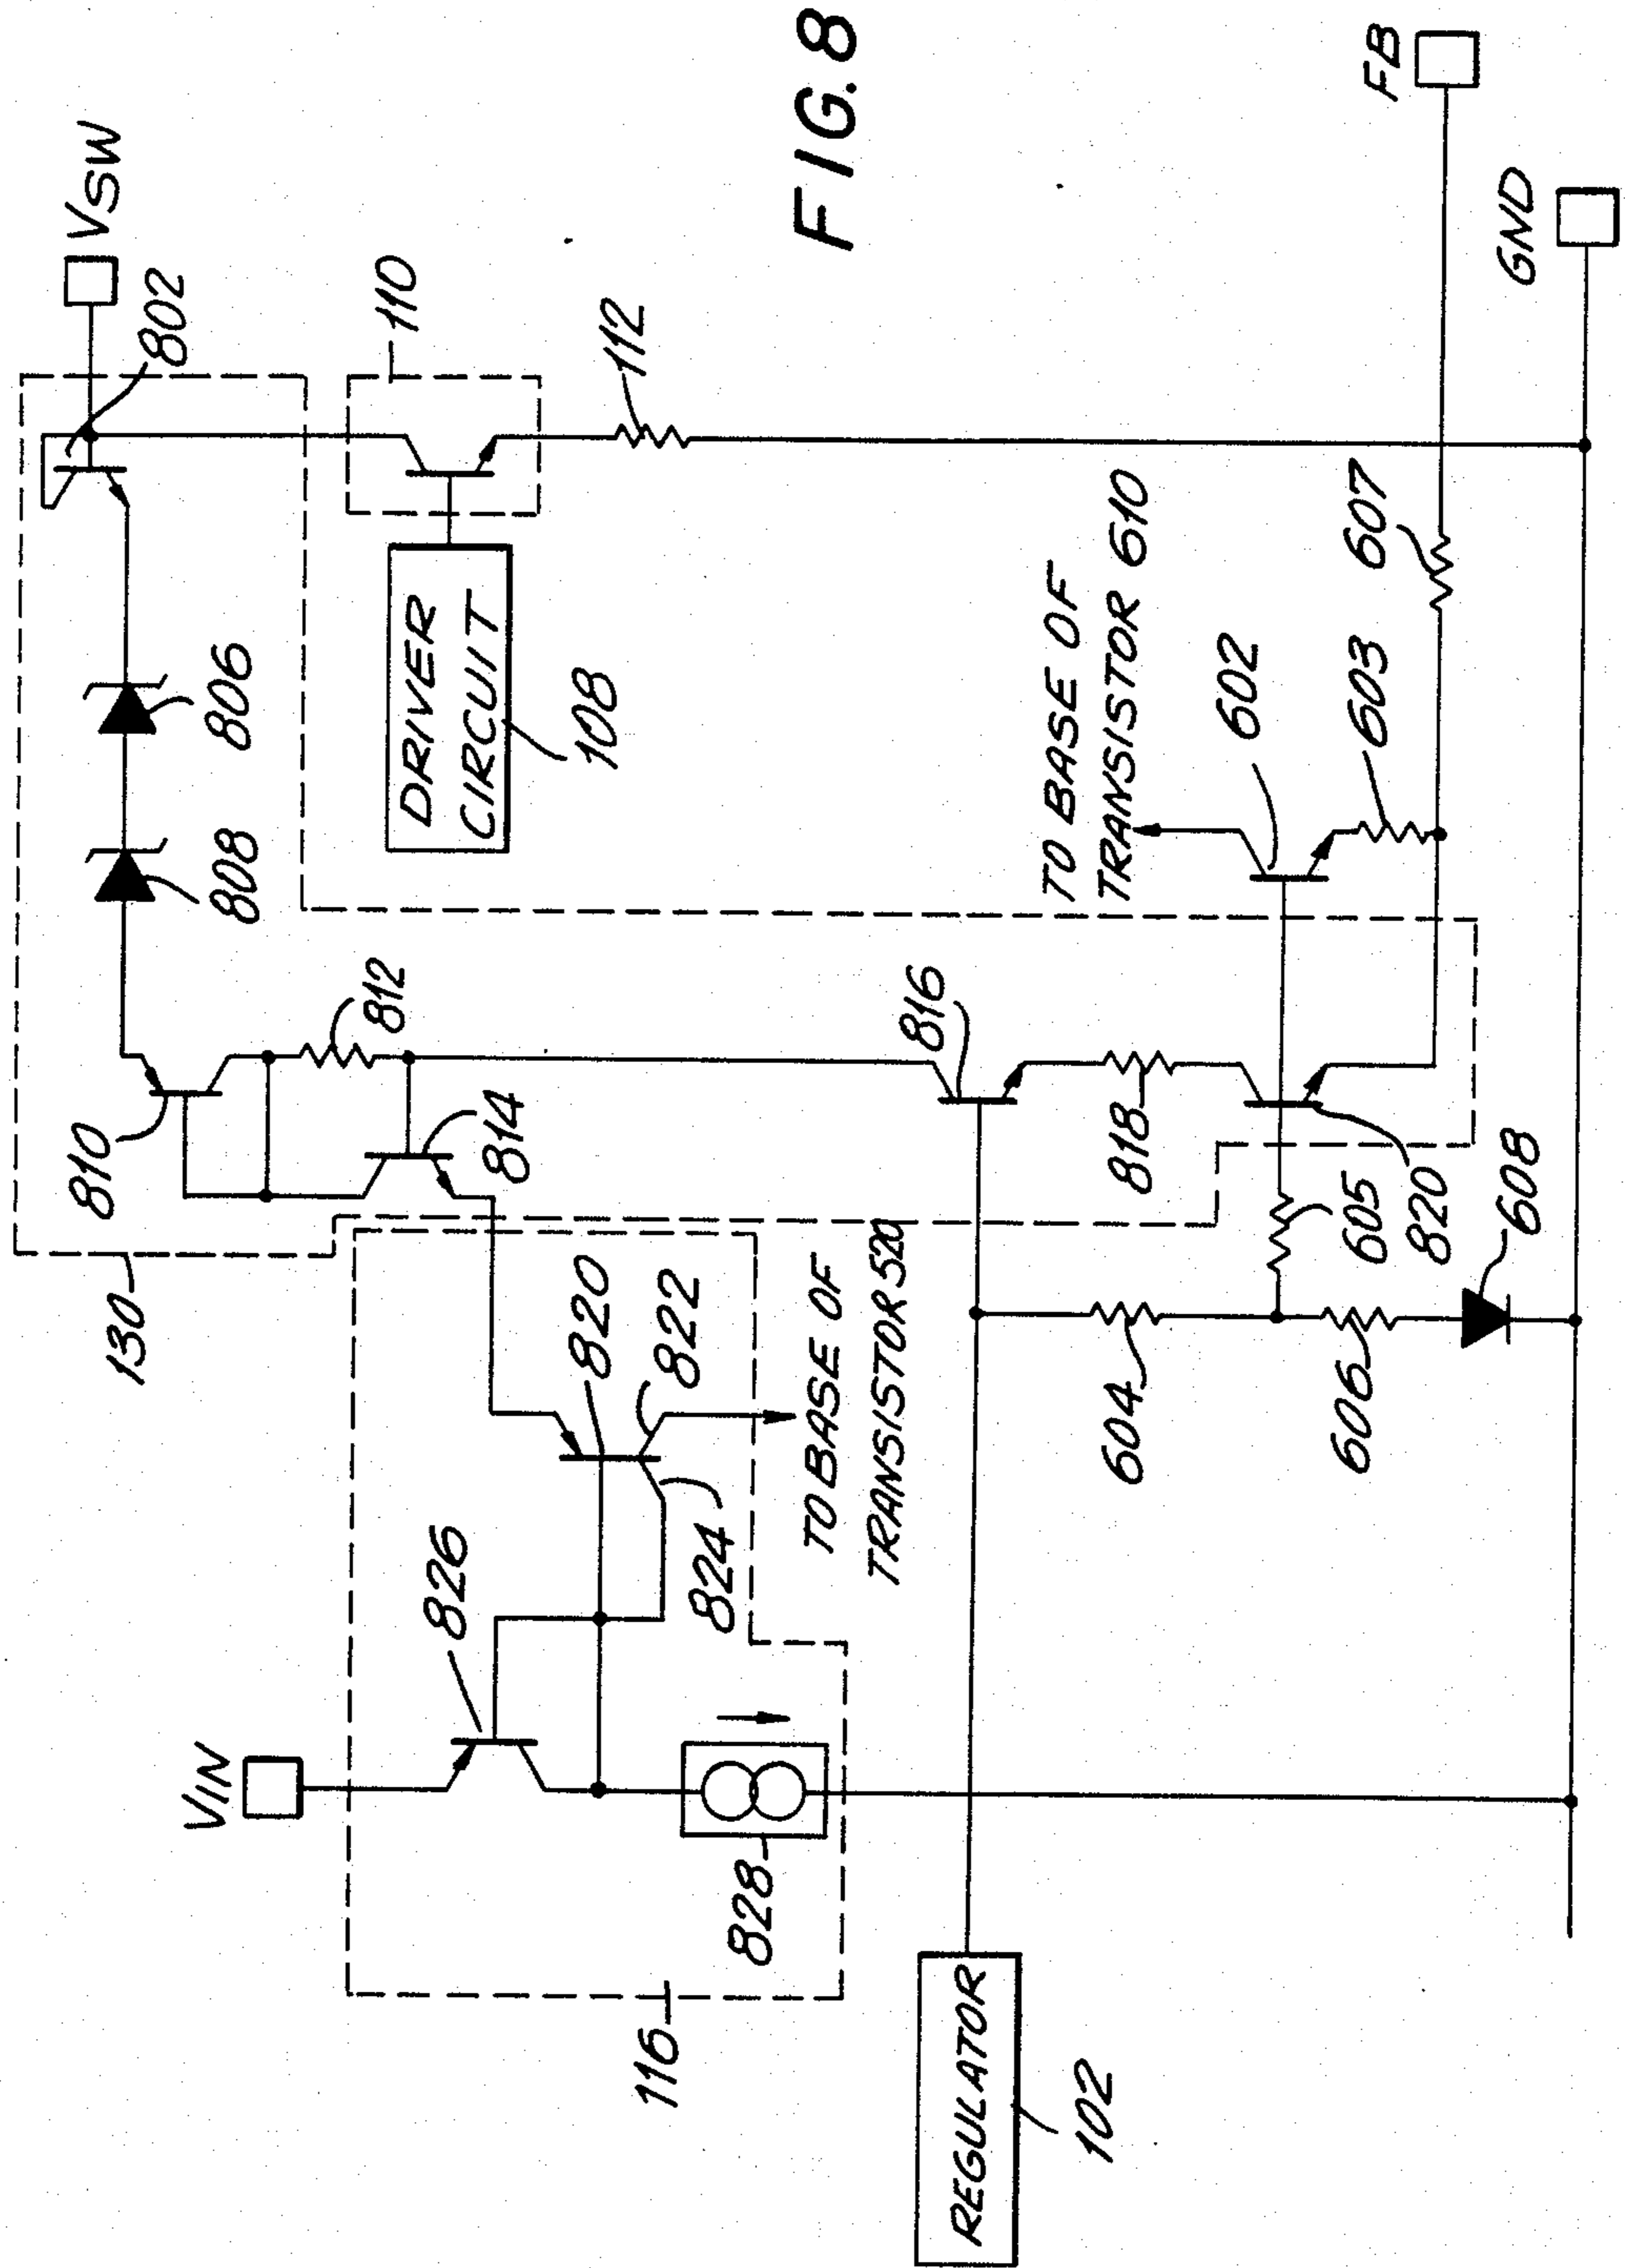 VSW
802
806
808
810
812
814
130
110
112
DRIVER
CIRCUIT
108
FIG. 8
VIN
826
820
822
824
828
116
TO BASE OF
TRANSISTOR 520
816
818
820
TO BASE OF
TRANSISTOR 610
602
603
607
FB
GND
604
605
606
608
REGULATOR
102